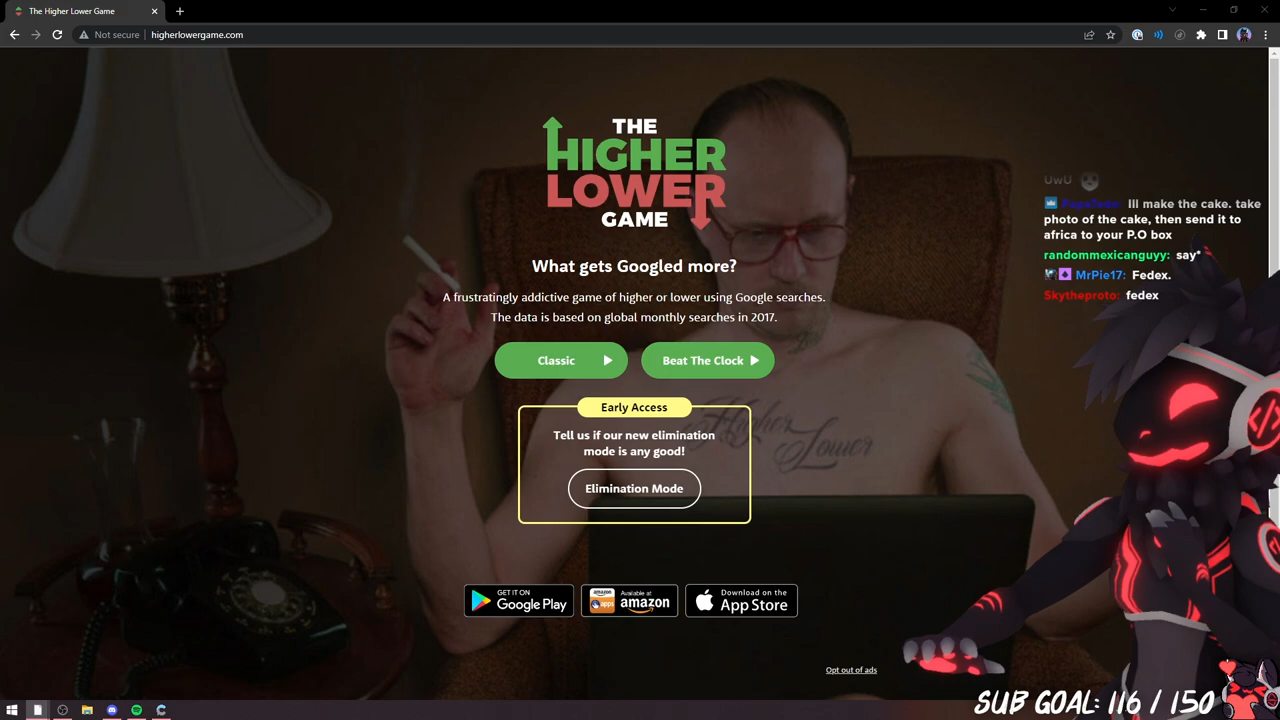 The Higher Lower Game
Not secure
higherlowergame.com
THE
HIGHER
LOWER
GAME
What gets Googled more?
A frustratingly addictive game of higher or lower using Google searches.
The data is based on global monthly searches in 2017.
Classic
Beat The Clock
Early Access
Tell us if our new elimination
mode is any good!
Elimination Mode
Higher
Lower
GET IT ON
Google Play
amazon
apps
Available at
amazon
Download on the
App Store
Opt out of ads
UwU
Ill make the cake. take
photo of the cake, then send it to
africa to your P.O box
randommexicanguyy: say*
MrPie17: Fedex.
Skytheproto: fedex
SUB GOAL: 116 / 150